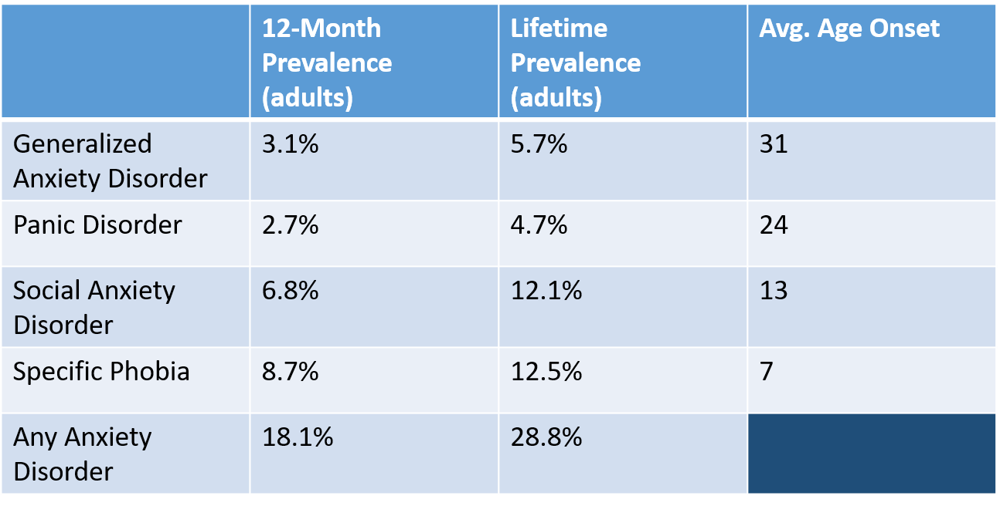 12-Month Prevalence (adults)
Lifetime Prevalence (adults)
Avg. Age Onset
Generalized Anxiety Disorder
3.1%
5.7%
31
Panic Disorder
2.7%
4.7%
24
Social Anxiety Disorder
6.8%
12.1%
13
Specific Phobia
8.7%
12.5%
7
Any Anxiety Disorder
18.1%
28.8%